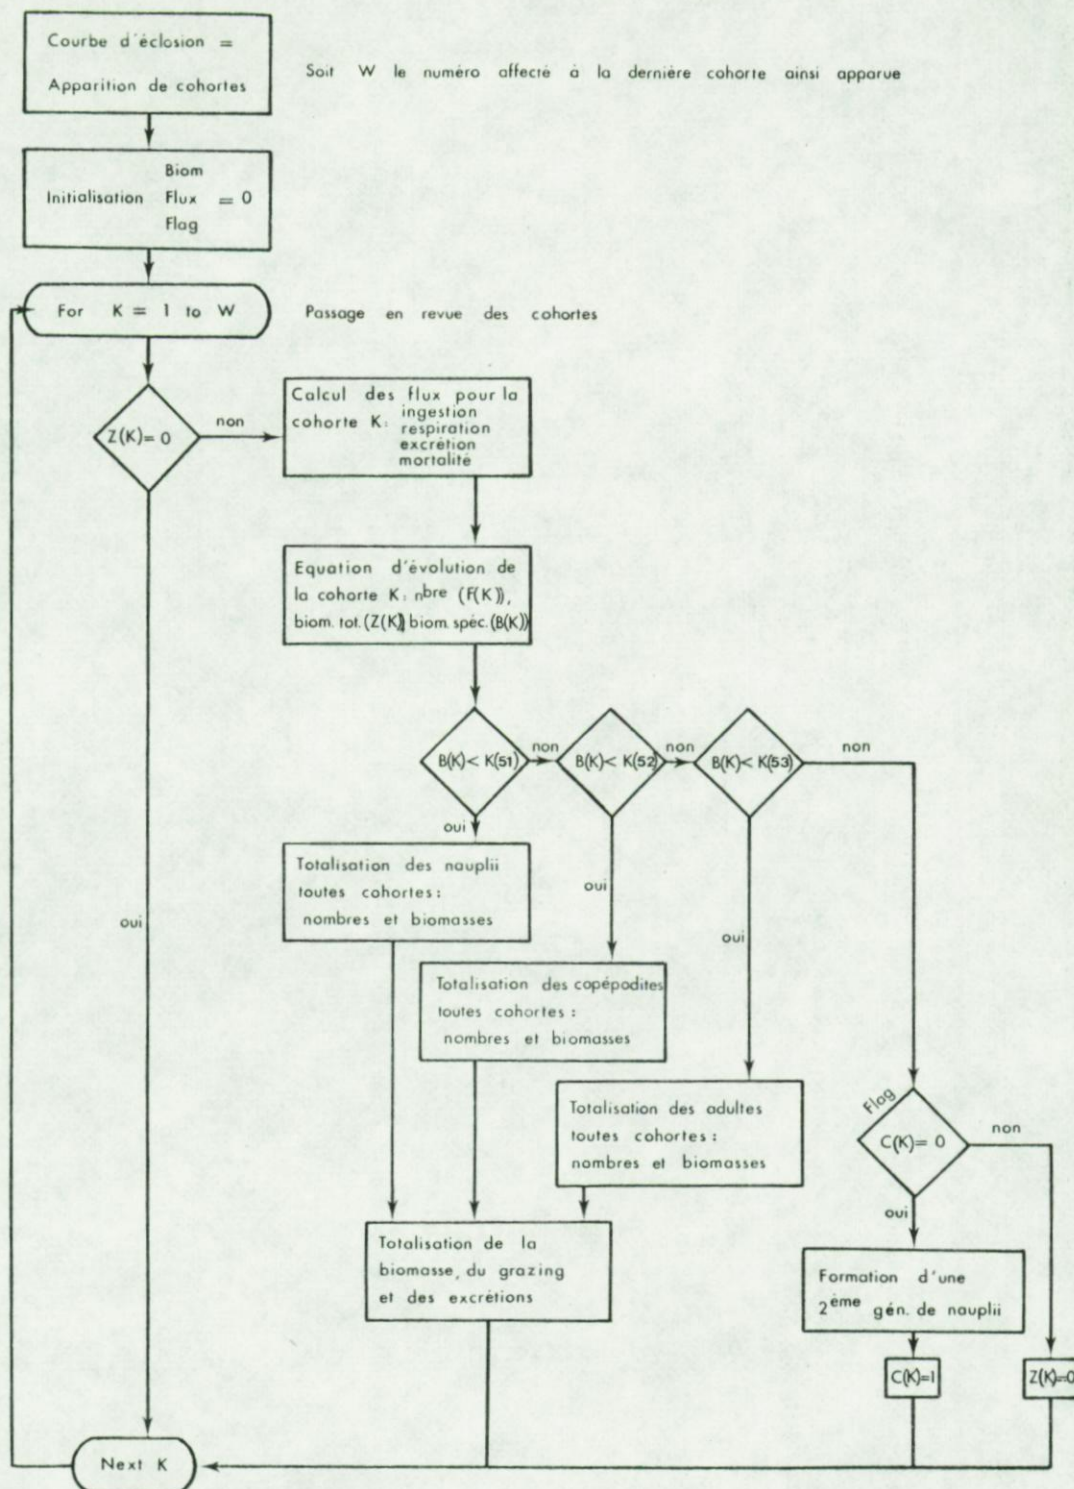 Courbe d'éclosion =
Apparition de cohortes
Soit W le numéro affecté à la dernière cohorte ainsi apparue
Biom
Initialisation Flux = 0
Flag
For K = 1 to W
Passage en revue des cohortes
Z(K)= 0
non
Calcul des flux pour la
cohorte K: ingestion
respiration
excrétion
mortalité
Equation d'évolution de
la cohorte K: nbre (F(K)),
biom. tot. (Z(K)) biom. spéc. (B(K))
B(K)< K(51)
non
B(K)< K(52)
non
B(K)< K(53)
non
oui
Totalisation des nauplii
toutes cohortes:
nombres et biomasses
oui
oui
oui
Totalisation des copépodites
toutes cohortes :
nombres et biomasses
Totalisation des adultes
toutes cohortes :
nombres et biomasses
Flag
C(K)= 0
non
oui
Totalisation de la
biomasse, du grazing
et des excrétions
Formation d'une
2ème gén. de nauplii
C(K)=1
Z(K)=0
Next K